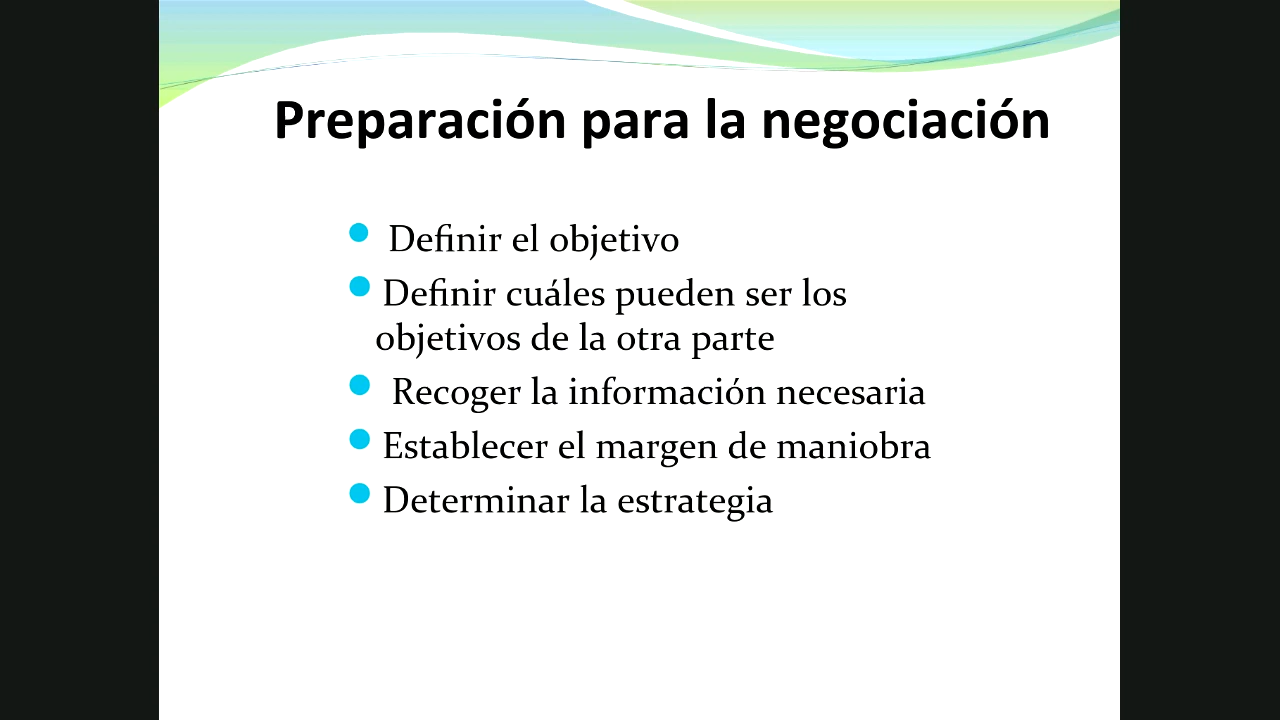 Preparación para la negociación
Definir el objetivo
Definir cuáles pueden ser los
objetivos de la otra parte
Recoger la información necesaria
Establecer el margen de maniobra
Determinar la estrategia